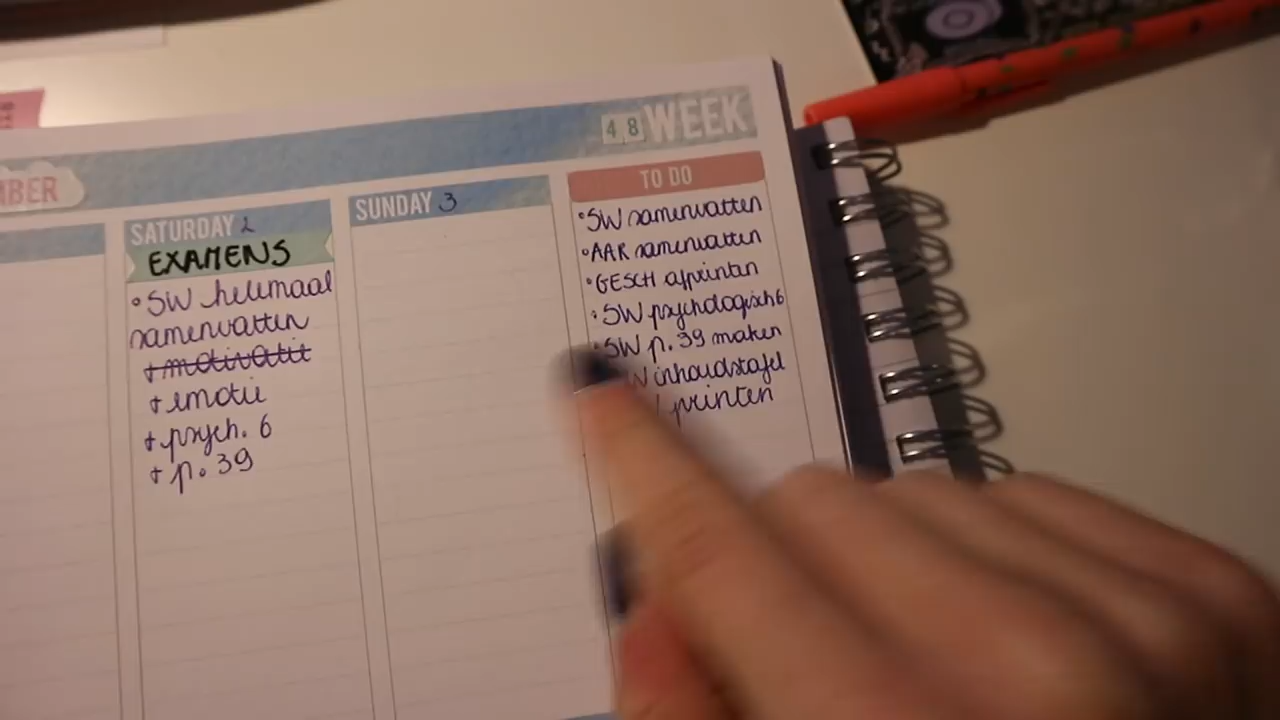 48 WEEK
MBER
SATURDAY 2
EXAMENS
• SW helemaal
samenvatten
+ motivatie
+ emotie
+ psych. 6
+ p. 39
SUNDAY 3
TO DO
• SW samenvatten
• AAR samenvatten
• GESCH afprinten
• SW psychologisch 6
• SW p. 39 maken
W inhoudstafel
printen